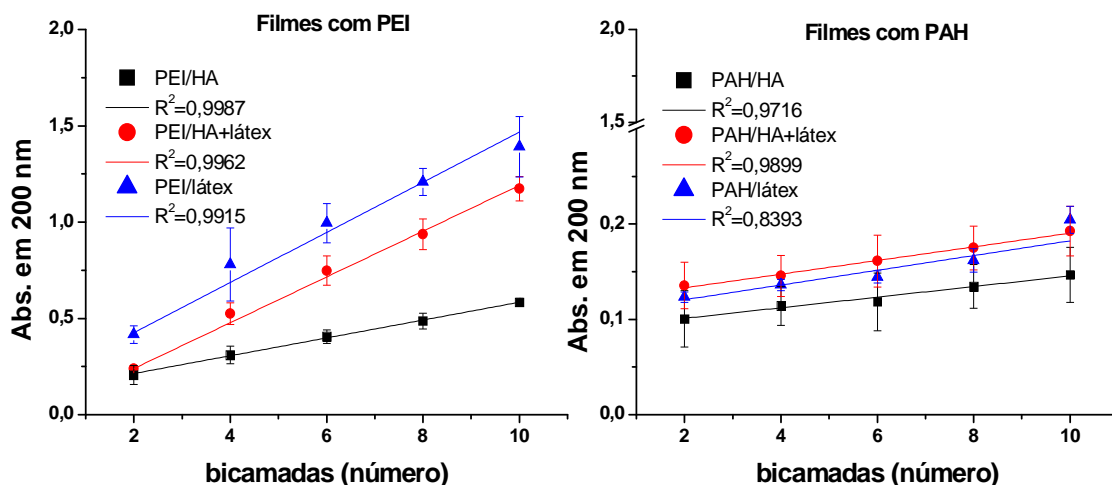 Filmes com PEI
PEI/HA
R²=0,9987
PEI/HA+látex
R²=0,9962
PEI/látex
R²=0,9915
2,0
1,5
1,0
0,5
0,0
Abs. em 200 nm
2 4 6 8 10
bicamadas (número)
Filmes com PAH
PAH/HA
R²=0,9716
PAH/HA+látex
R²=0,9899
PAH/látex
R²=0,8393
2,0
1,5
0,2
0,1
0,0
Abs. em 200 nm
2 4 6 8 10
bicamadas (número)